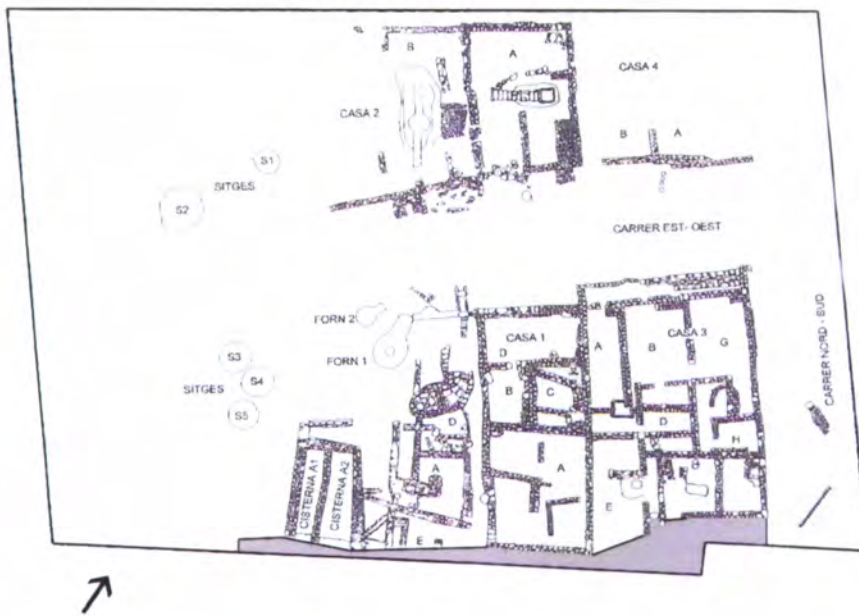 B
A
CASA 4
CASA 2
B
A
S1
SITGES
S2
CARRER EST- OEST
FORN 2
CASA 1
A
B
CASA 3
G
FORN 1
D
S3
SITGES
S4
B
C
S5
D
D
H
CARRER NORD - SUD
A
A
G
E
CISTERNA A1
CISTERNA A2
E